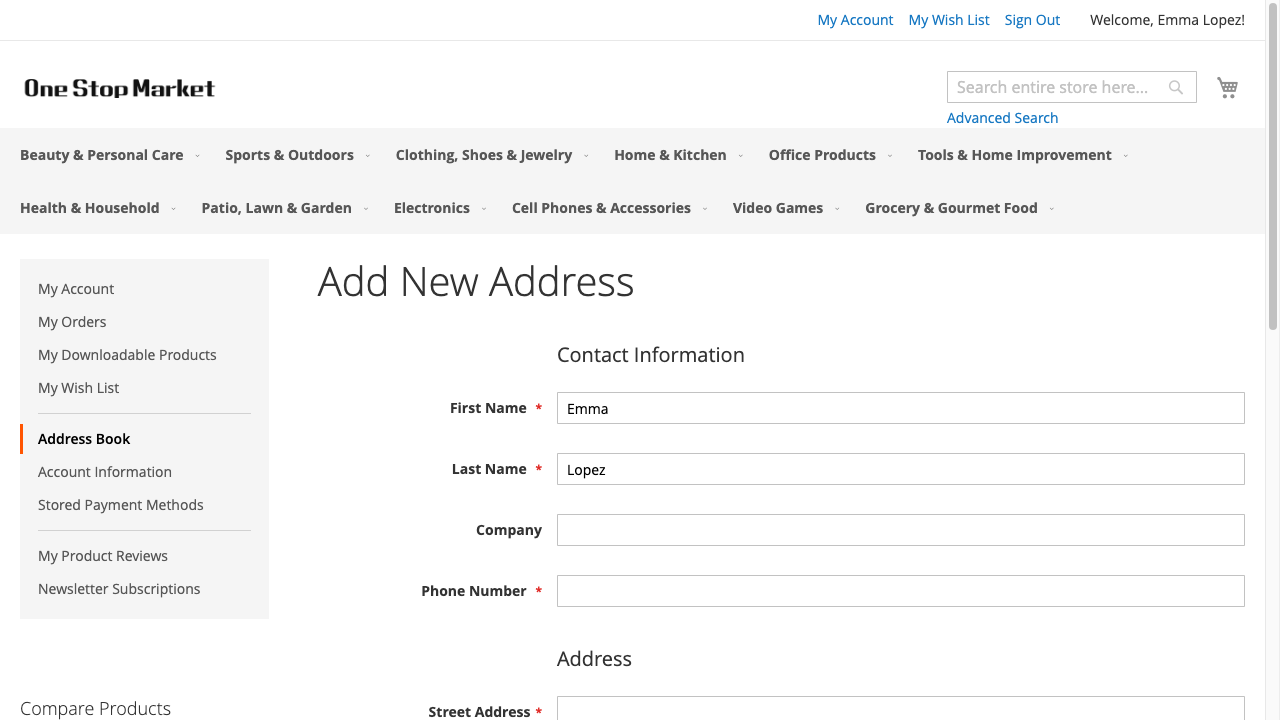 My Account My Wish List Sign Out Welcome, Emma Lopez!
One Stop Market
Search entire store here...
Advanced Search
Beauty & Personal Care Sports & Outdoors Clothing, Shoes & Jewelry Home & Kitchen Office Products Tools & Home Improvement
Health & Household Patio, Lawn & Garden Electronics Cell Phones & Accessories Video Games Grocery & Gourmet Food
My Account
My Orders
My Downloadable Products
My Wish List
Address Book
Account Information
Stored Payment Methods
My Product Reviews
Newsletter Subscriptions
Compare Products
Add New Address
Contact Information
First Name * Emma
Last Name * Lopez
Company
Phone Number *
Address
Street Address *